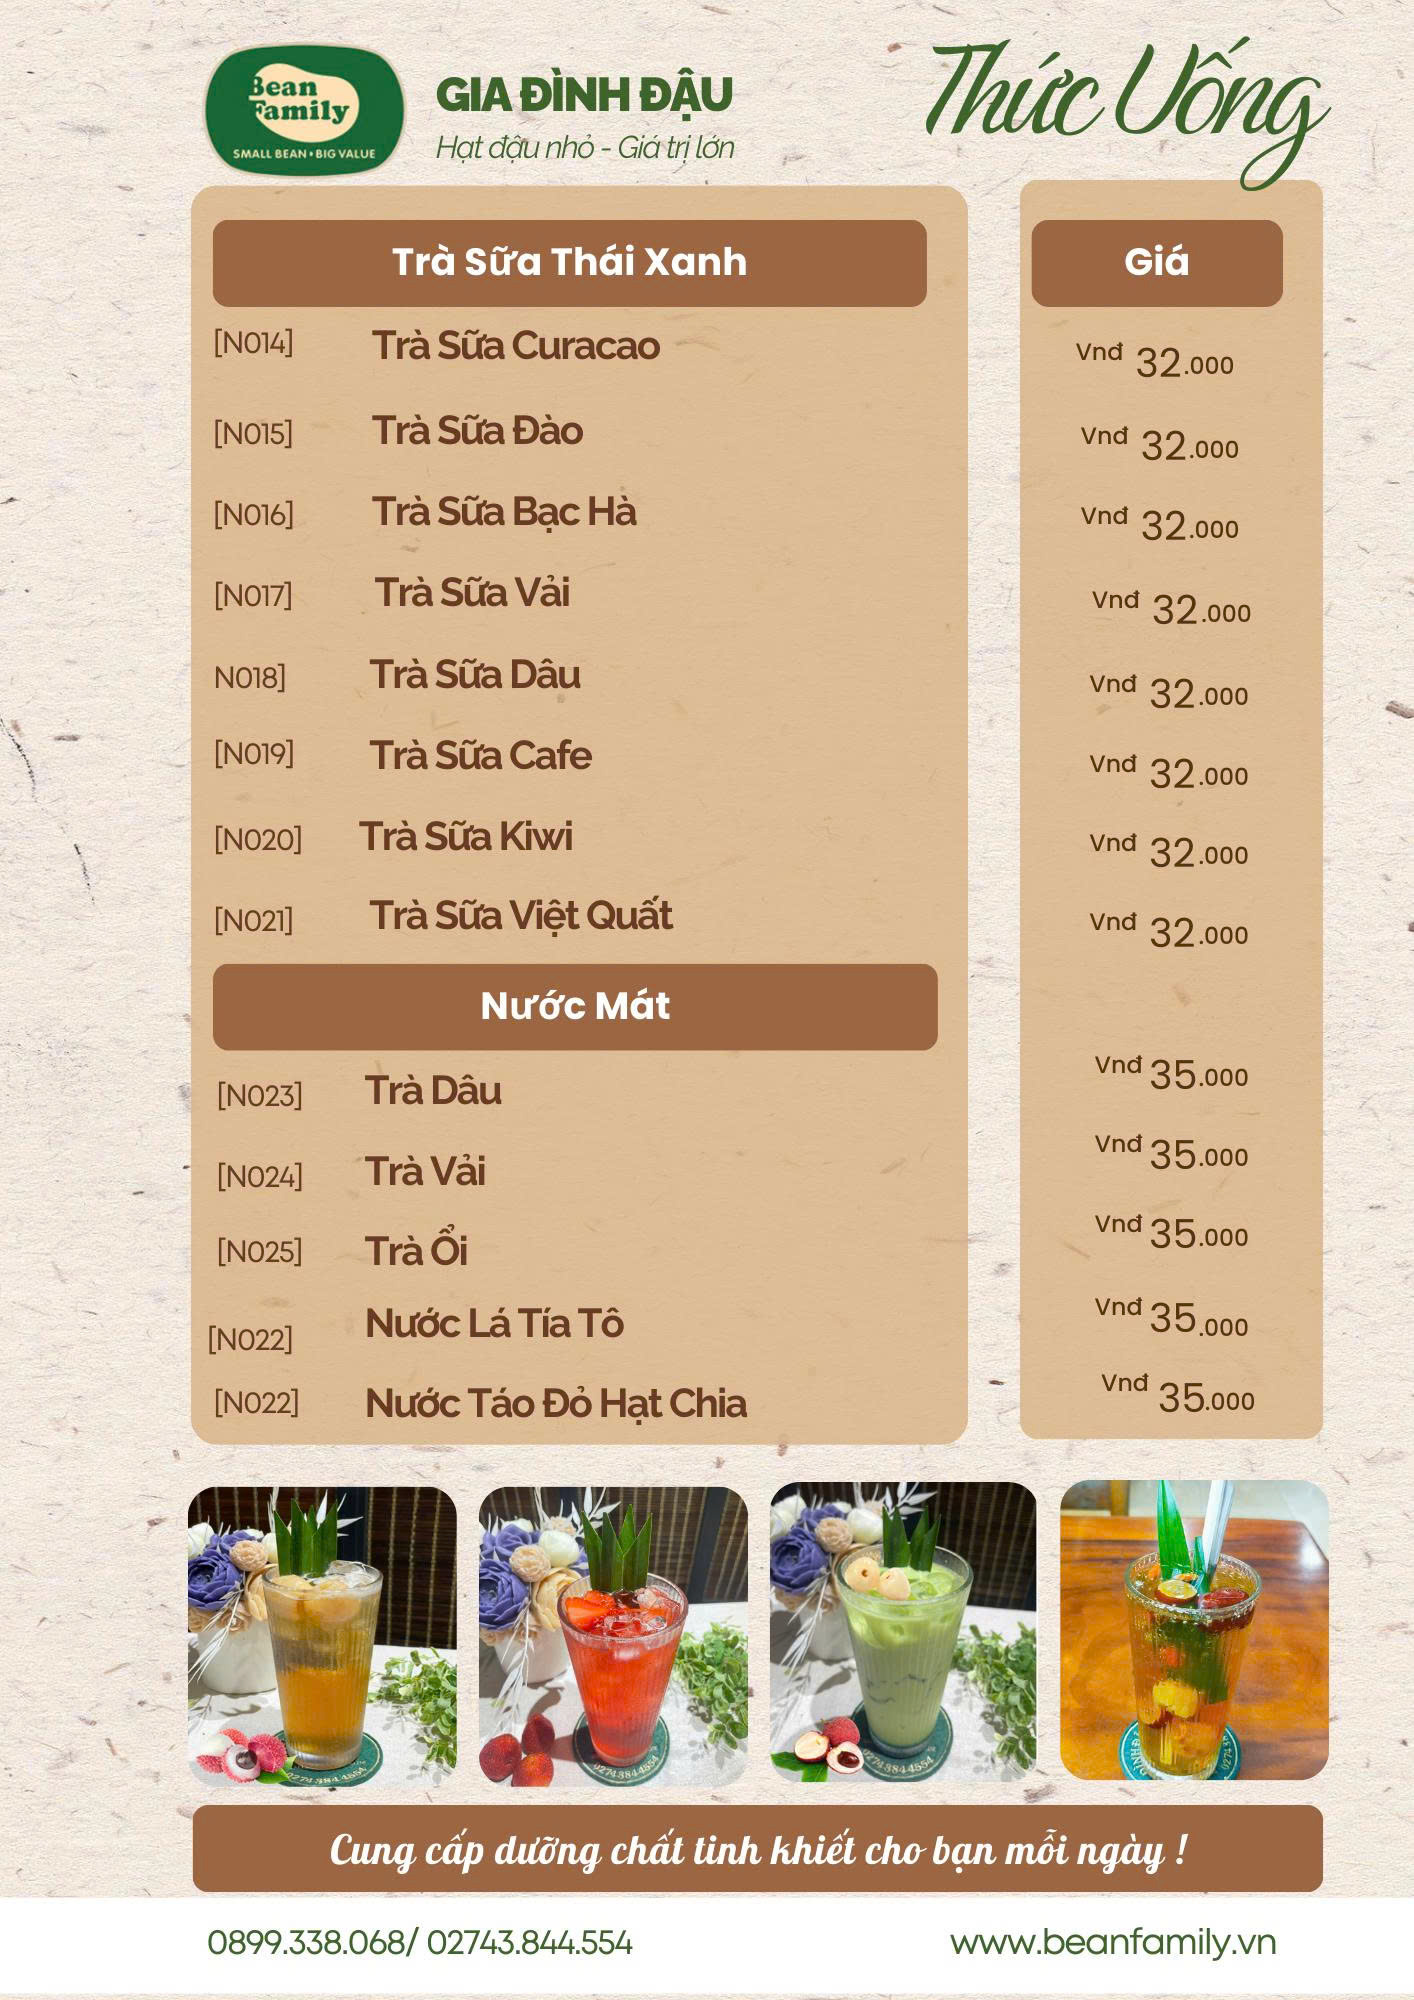 Bean
Family
SMALL BEAN • BIG VALUE
GIA ĐÌNH ĐẬU
Hạt đậu nhỏ - Giá trị lớn
Thức Uống
Trà Sữa Thái Xanh
Giá
[N014] Trà Sữa Curacao Vnđ 32.000
[N015] Trà Sữa Đào Vnđ 32.000
[N016] Trà Sữa Bạc Hà Vnđ 32.000
[N017] Trà Sữa Vải Vnđ 32.000
N018] Trà Sữa Dâu Vnđ 32.000
[N019] Trà Sữa Cafe Vnđ 32.000
[N020] Trà Sữa Kiwi Vnđ 32.000
[N021] Trà Sữa Việt Quất Vnđ 32.000
Nước Mát
[N023] Trà Dâu Vnđ 35.000
[N024] Trà Vải Vnđ 35.000
[N025] Trà Ổi Vnđ 35.000
[N022] Nước Lá Tía Tô Vnđ 35.000
[N022] Nước Táo Đỏ Hạt Chia Vnđ 35.000
02743844554
02743844554
02743844554
Cung cấp dưỡng chất tinh khiết cho bạn mỗi ngày !
0899.338.068/ 02743.844.554
www.beanfamily.vn